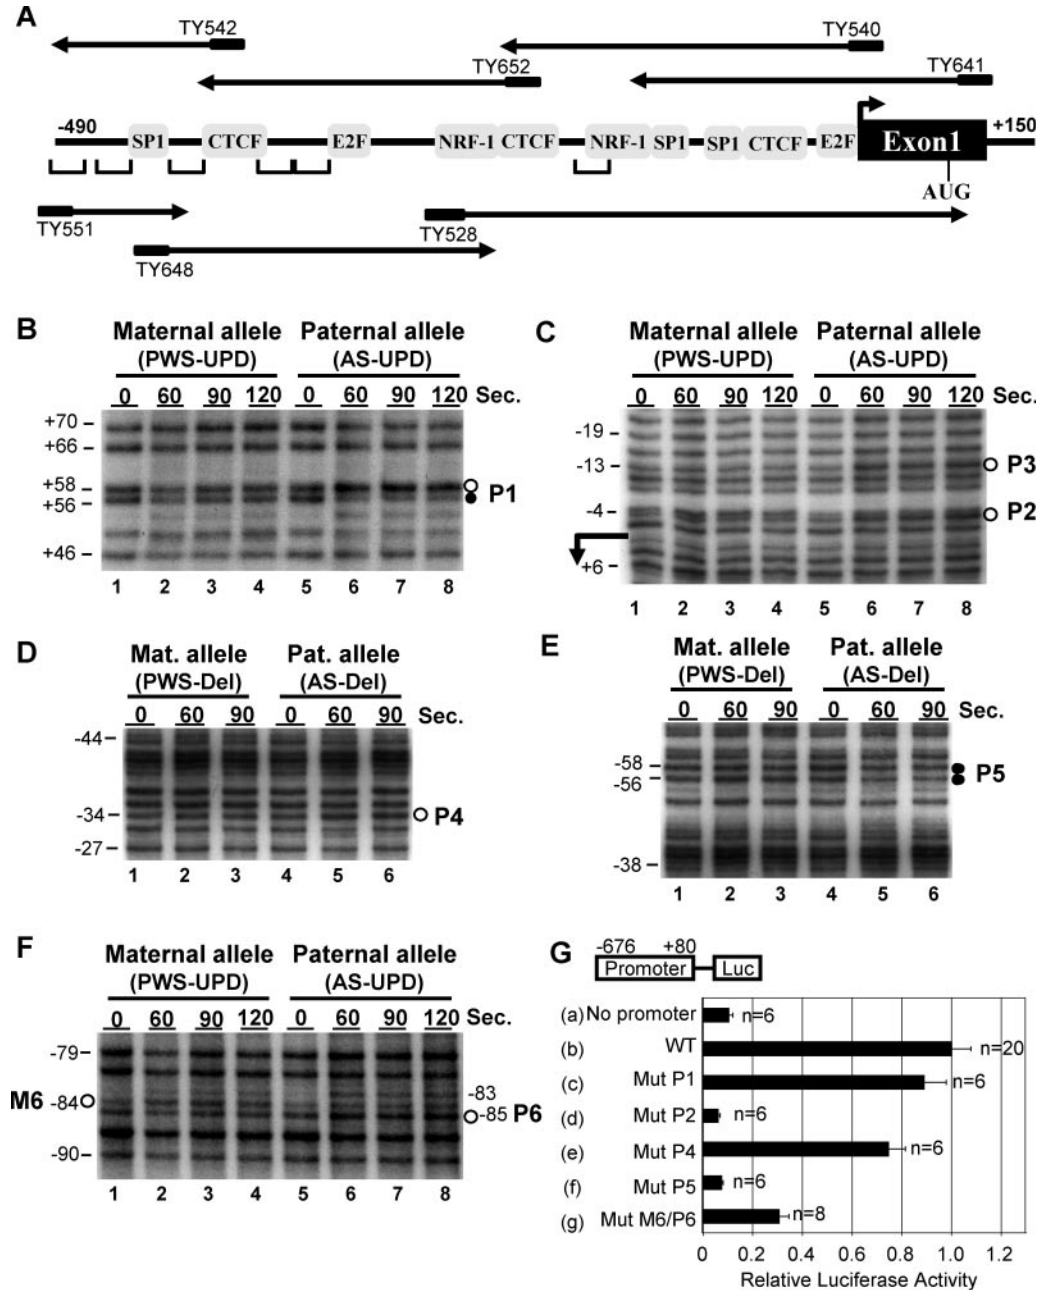 A
TY542
TY540
TY652
TY641
-490
SP1
CTCF
E2F
NRF-1
CTCF
NRF-1
SP1
SP1
CTCF
E2F
Exon1
+150
AUG
TY551
TY528
TY648
B
Maternal allele
Paternal allele
(PWS-UPD)
(AS-UPD)
0 60 90 120 0 60 90 120 Sec.
+70
+66
+58
P1
+56
+46
1 2 3 4 5 6 7 8
C
Maternal allele
Paternal allele
(PWS-UPD)
(AS-UPD)
0 60 90 120 0 60 90 120 Sec.
-19
-13
P3
-4
P2
+6
1 2 3 4 5 6 7 8
D
Mat. allele
Pat. allele
(PWS-Del)
(AS-Del)
0 60 90 0 60 90 Sec.
-44
-34
P4
-27
1 2 3 4 5 6
E
Mat. allele
Pat. allele
(PWS-Del)
(AS-Del)
0 60 90 0 60 90 Sec.
-58
P5
-56
-38
1 2 3 4 5 6
F
Maternal allele
Paternal allele
(PWS-UPD)
(AS-UPD)
0 60 90 120 0 60 90 120 Sec.
-79
-83
M6
-84
-85
P6
-90
1 2 3 4 5 6 7 8
G
-676 +80
Promoter
Luc
(a) No promoter n=6
(b) WT n=20
(c) Mut P1 n=6
(d) Mut P2 n=6
(e) Mut P4 n=6
(f) Mut P5 n=6
(g) Mut M6/P6 n=8
0 0.2 0.4 0.6 0.8 1.0 1.2
Relative Luciferase Activity